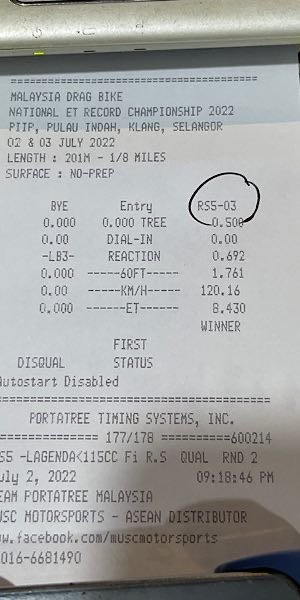 ==========================================
MALAYSIA DRAG BIKE
NATIONAL ET RECORD CHAMPIONSHIP 2022
PIIP, PULAU INDAH, KLANG, SELANGOR
02 & 03 JULY 2022
LENGTH : 201M - 1/8 MILES
SURFACE : NO-PREP
BYE Entry RS5-03
0.000 0.000 TREE 0.500
0.00 DIAL-IN 0.00
-LB3- REACTION 0.692
0.000 -----60FT----- 1.761
0.00 -----KM/H----- 120.16
0.000 ------ET------ 8.430
WINNER
FIRST
DISQUAL STATUS
Autostart Disabled
==========================================
PORTATREE TIMING SYSTEMS, INC.
============== 177/178 ==========600214
S5 -LAGENDA<115CC Fi R.S QUAL RND 2
uly 2, 2022 09:18:46 PM
EAM PORTATREE MALAYSIA
USC MOTORSPORTS - ASEAN DISTRIBUTOR
w.facebook.com/muscmotorsports
016-6681490